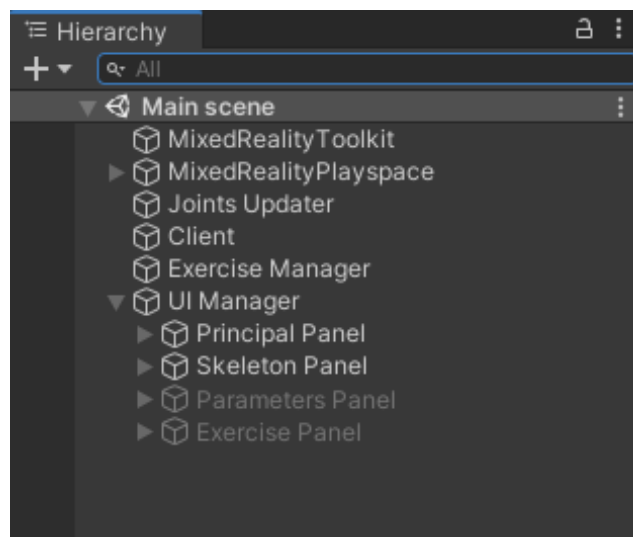 Hierarchy
All
Main scene
MixedRealityToolkit
MixedRealityPlayspace
Joints Updater
Client
Exercise Manager
UI Manager
Principal Panel
Skeleton Panel
Parameters Panel
Exercise Panel